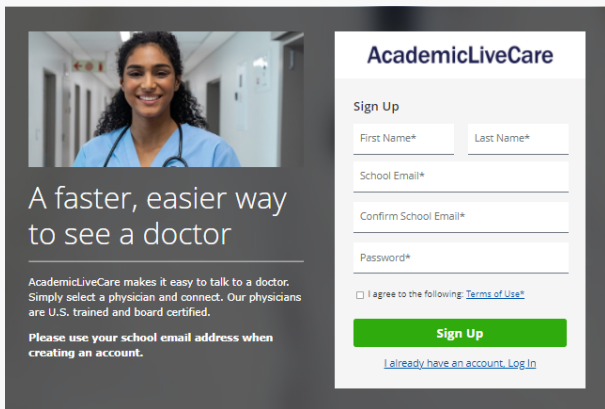 A faster, easier way
to see a doctor
AcademicLiveCare makes it easy to talk to a doctor.
Simply select a physician and connect. Our physicians
are U.S. trained and board certified.
Please use your school email address when
creating an account.
AcademicLiveCare
Sign Up
First Name* Last Name*
School Email*
Confirm School Email*
Password*
I agree to the following: Terms of Use*
Sign Up
I already have an account, Log In